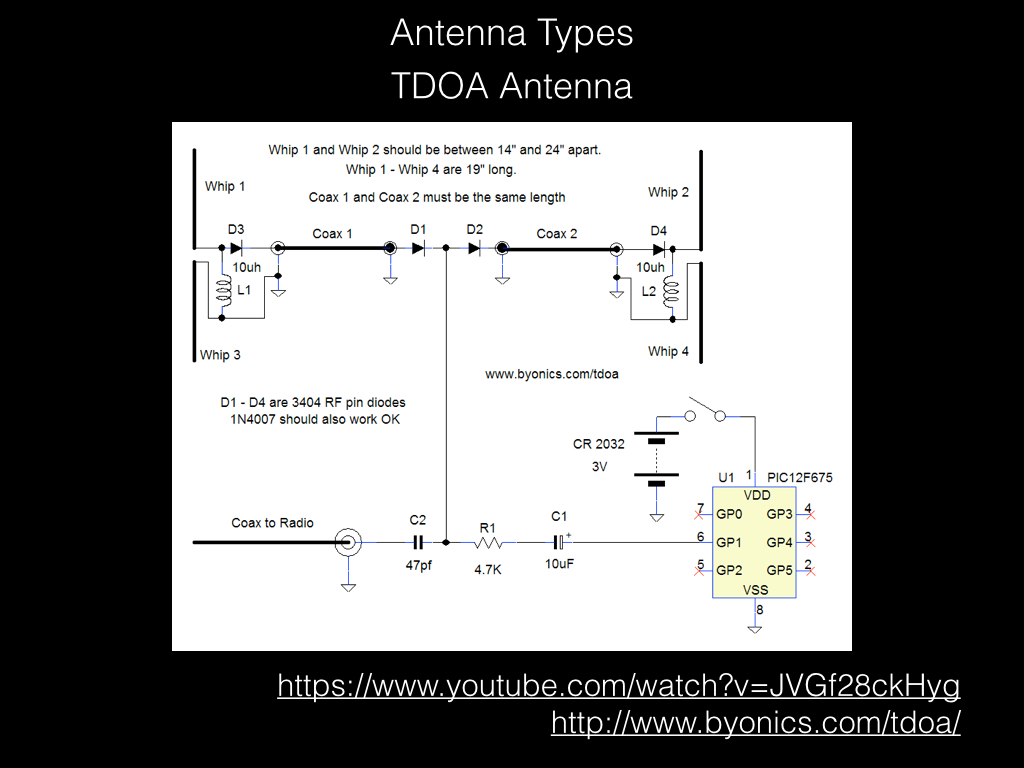 Antenna Types
TDOA Antenna
Whip 1 and Whip 2 should be between 14" and 24" apart.
Whip 1 - Whip 4 are 19" long.
Whip 1
Whip 2
Coax 1 and Coax 2 must be the same length
D3
Coax 1
D1
D2
Coax 2
D4
10uh
L1
10uh
L2
Whip 3
Whip 4
www.byonics.com/tdoa
D1 - D4 are 3404 RF pin diodes
1N4007 should also work OK
CR 2032
3V
U1
1
PIC12F675
VDD
7
GP0
GP3
4
6
GP1
GP4
3
5
GP2
GP5
2
VSS
8
Coax to Radio
C2
47pf
R1
4.7K
C1
+
10uF
https://www.youtube.com/watch?v=JVGf28ckHyg
http://www.byonics.com/tdoa/